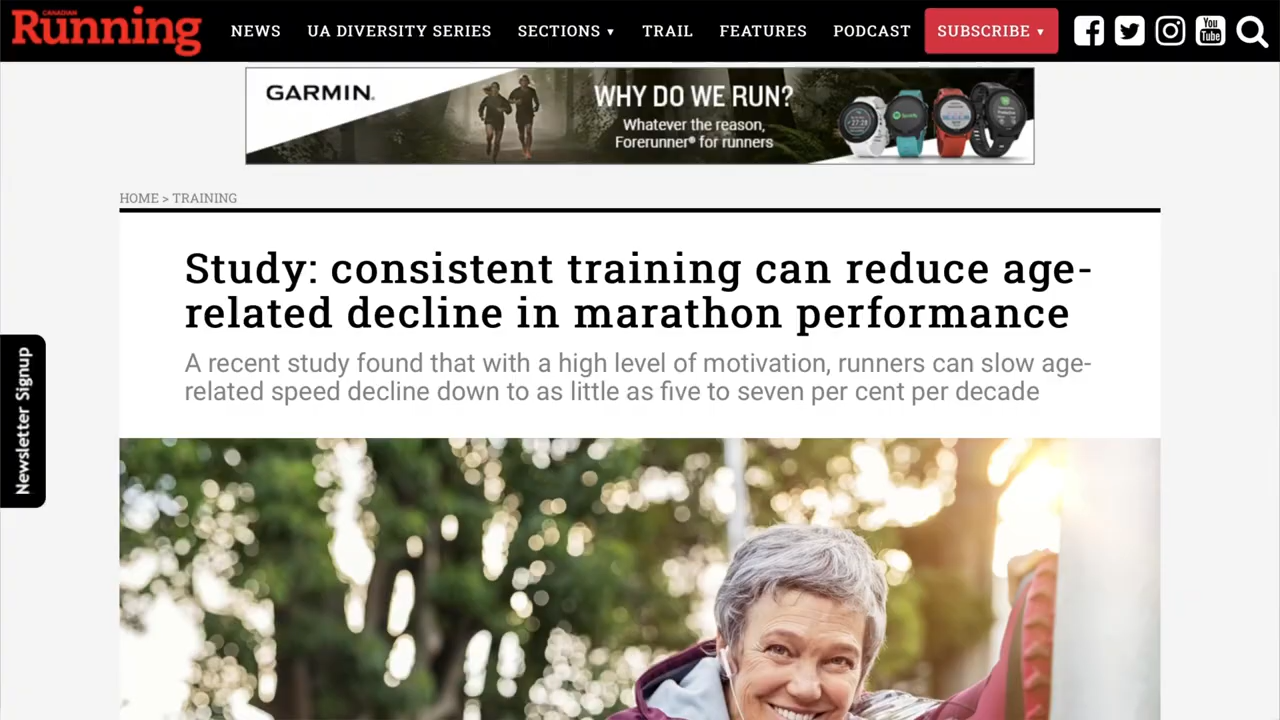 CANADIAN
Running
NEWS
UA DIVERSITY SERIES
SECTIONS ▼
TRAIL
FEATURES
PODCAST
SUBSCRIBE ▼
You
Tube
GARMIN.
WHY DO WE RUN?
Whatever the reason,
Forerunner® for runners
HOME > TRAINING
Study: consistent training can reduce age-
related decline in marathon performance
A recent study found that with a high level of motivation, runners can slow age-
related speed decline down to as little as five to seven per cent per decade
Newsletter Signup